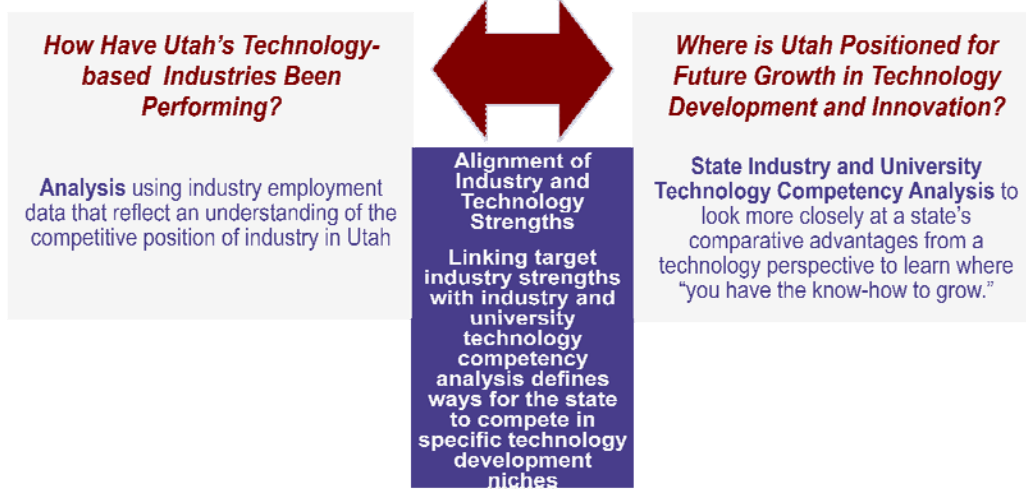 How Have Utah's Technology-
based Industries Been
Performing?
Analysis using industry employment
data that reflect an understanding of the
competitive position of industry in Utah
Alignment of
Industry and
Technology
Strengths
Linking target
industry strengths
with industry and
university
technology
competency
analysis defines
ways for the state
to compete in
specific technology
development
niches
Where is Utah Positioned for
Future Growth in Technology
Development and Innovation?
State Industry and University
Technology Competency Analysis to
look more closely at a state's
comparative advantages from a
technology perspective to learn where
“you have the know-how to grow.”